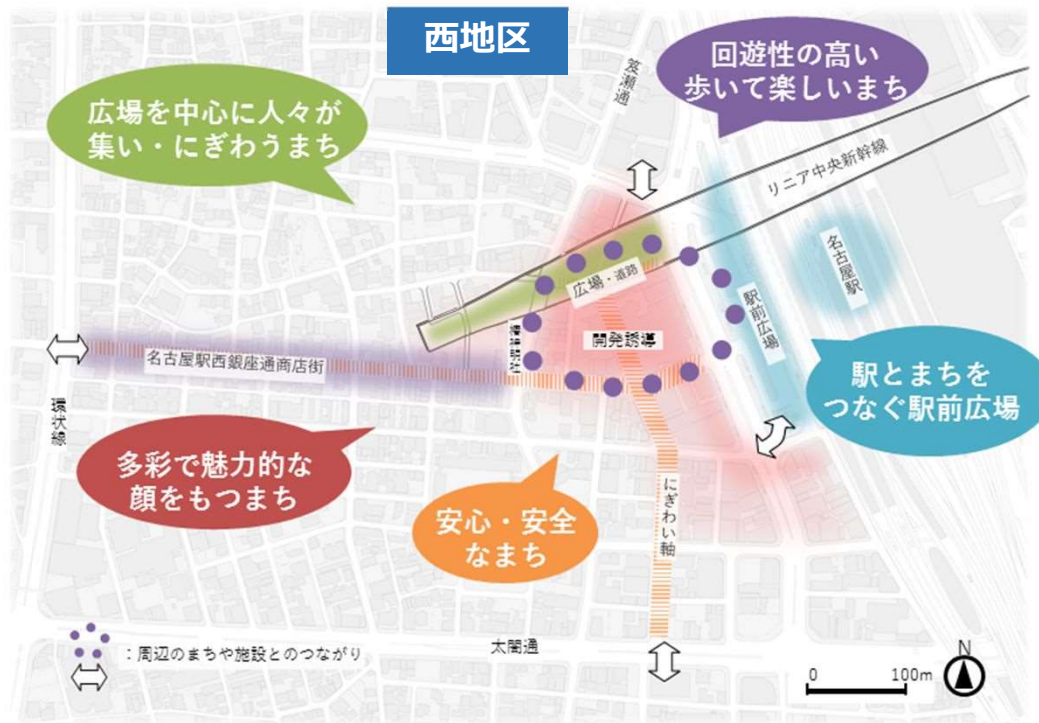 西地区
回遊性の高い
歩いて楽しいまち
広場を中心に人々が
集い・にぎわうまち
笈瀬通
リニア中央新幹線
名古屋駅
広場・道路
駅前広場
開発誘導
椿神明社
名古屋駅西銀座通商店街
駅とまちを
つなぐ駅前広場
環状線
多彩で魅力的な
顔をもつまち
安心・安全
なまち
にぎわい軸
:周辺のまちや施設とのつながり
太閤通
N
0 100m